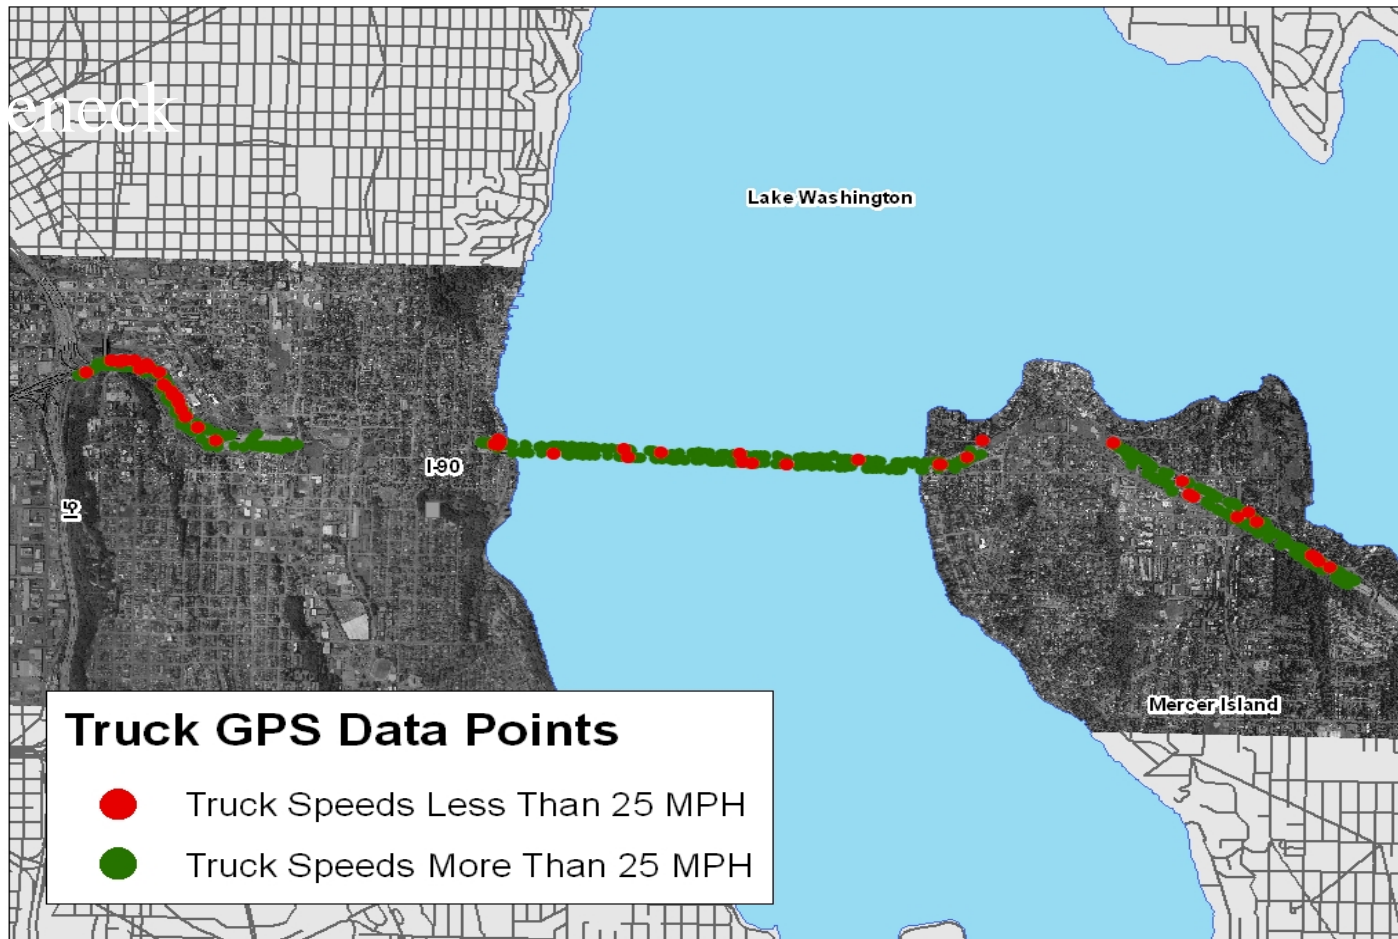 eneck
Lake Washington
I-90
I-5
Mercer Island
Truck GPS Data Points
Truck Speeds Less Than 25 MPH
Truck Speeds More Than 25 MPH